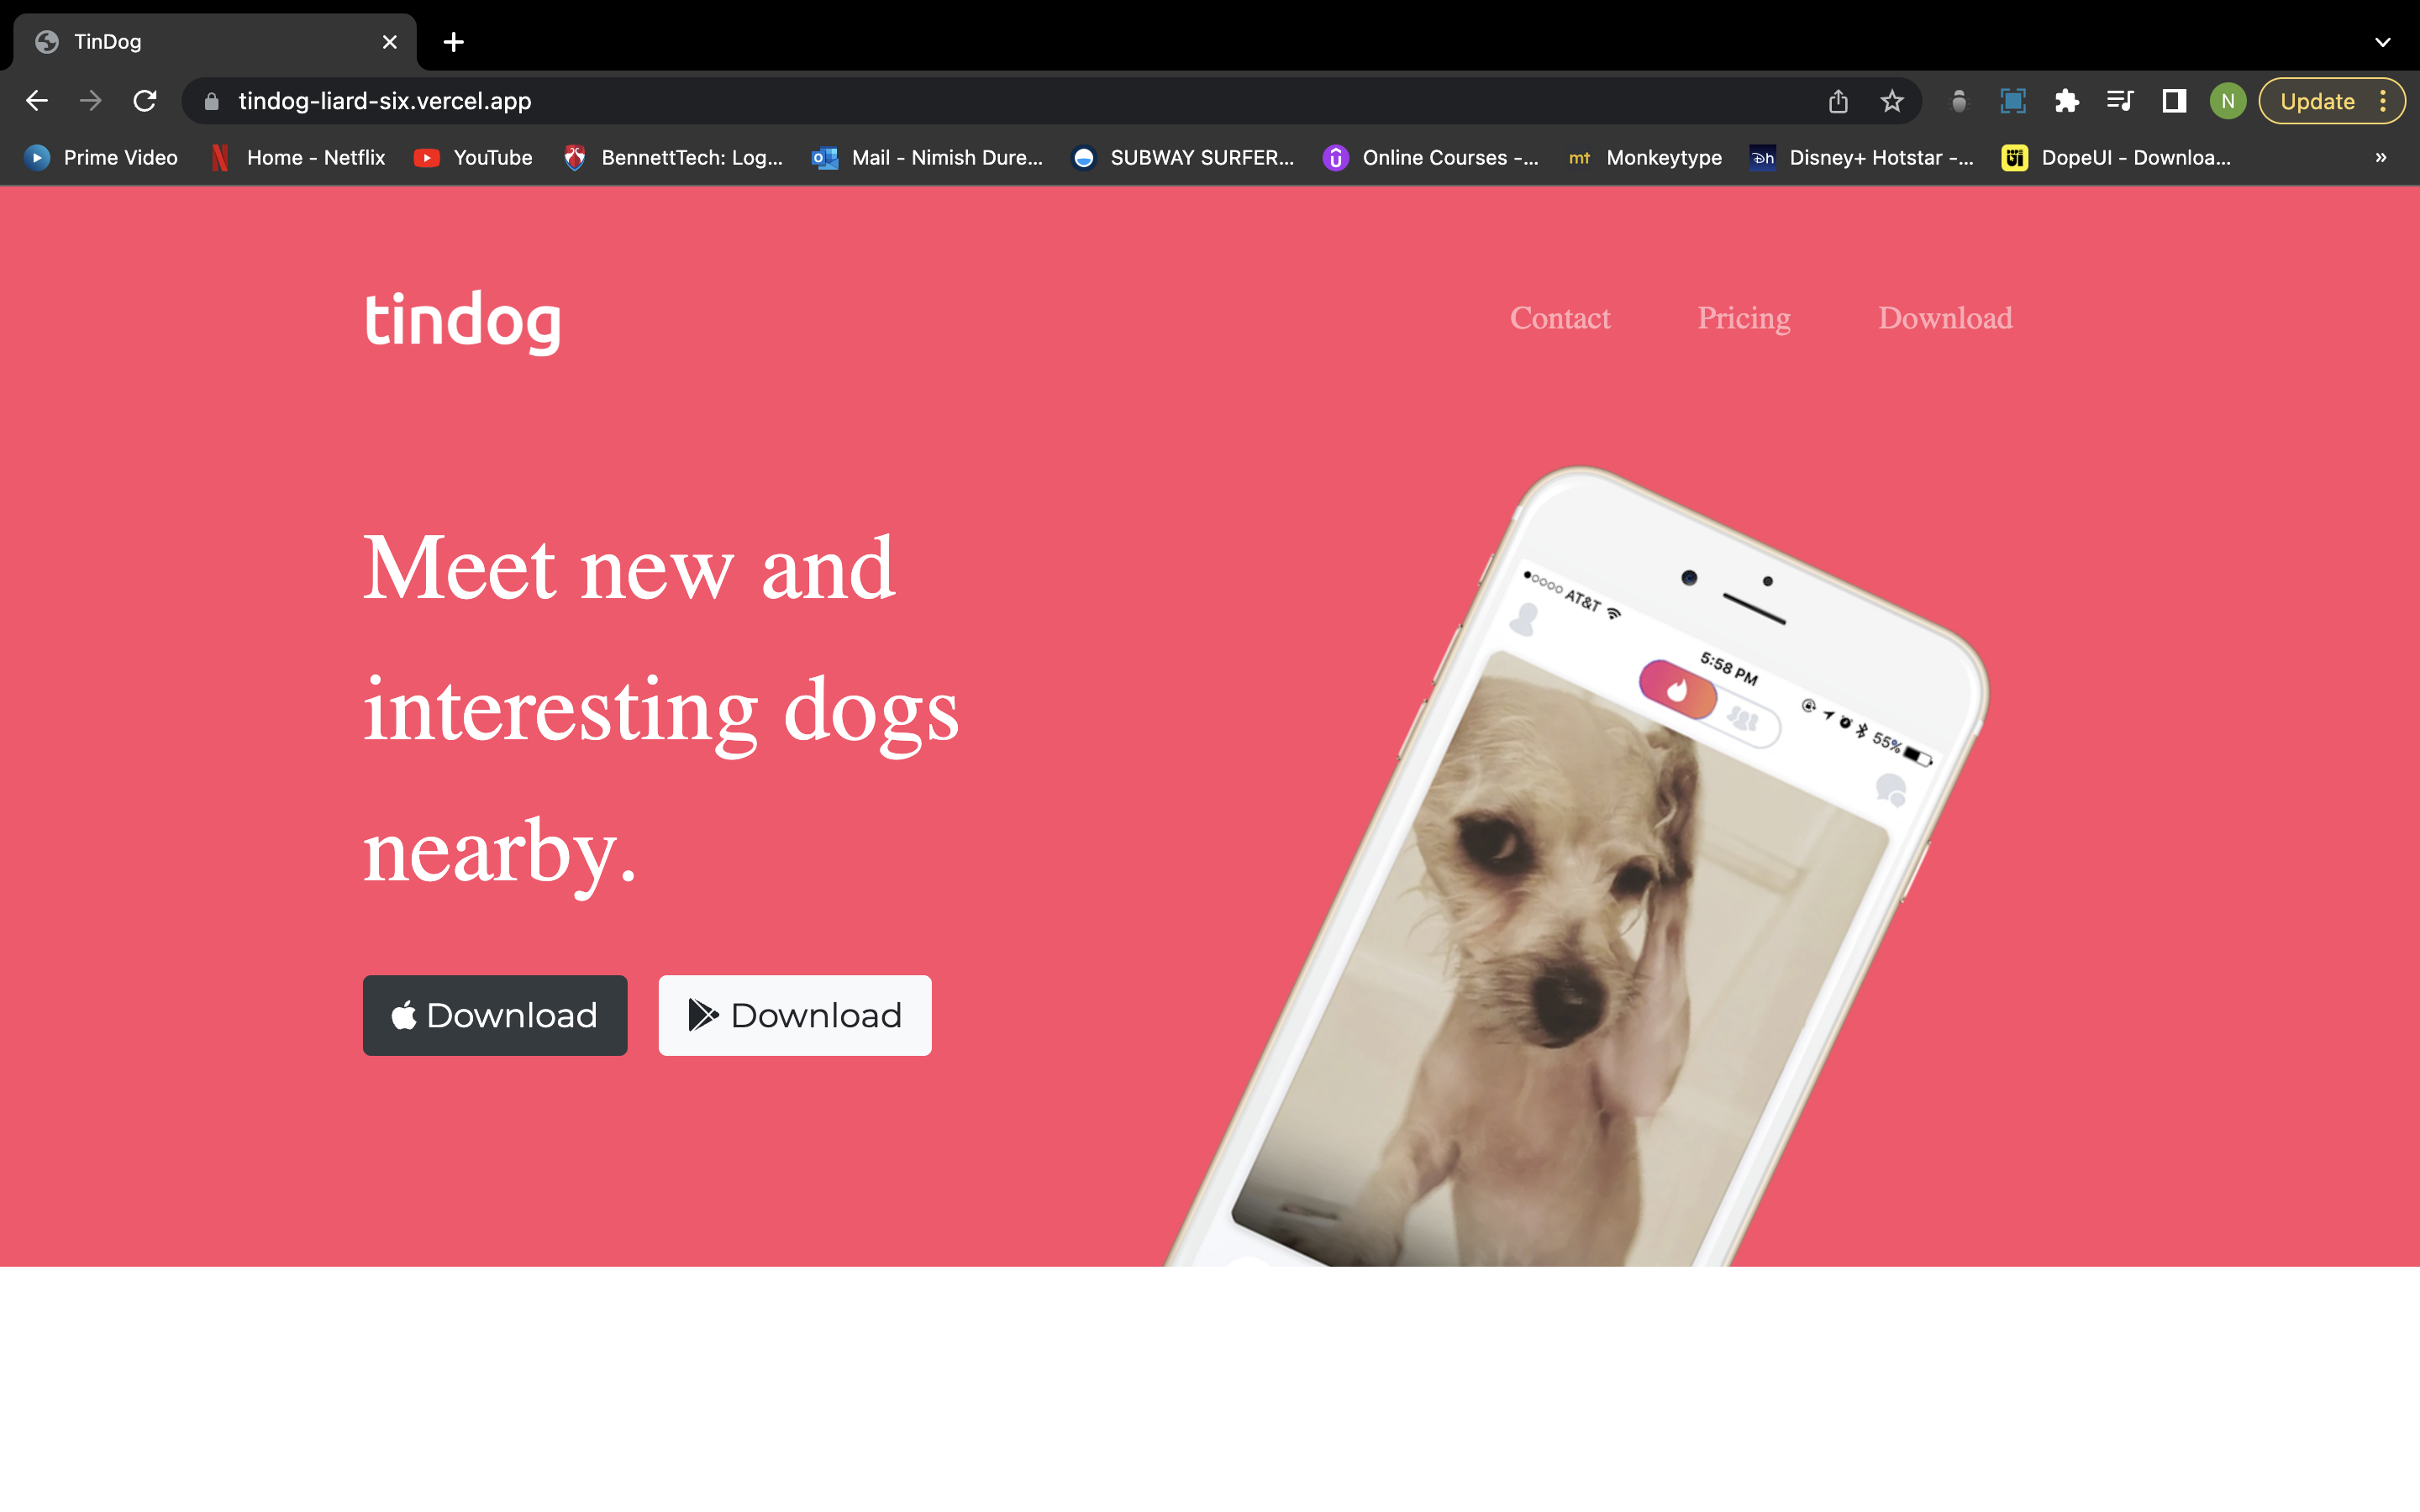 TinDog
tindog-liard-six.vercel.app
N
Update
Prime Video
Home - Netflix
YouTube
BennettTech: Log...
Mail - Nimish Dure...
SUBWAY SURFER...
Online Courses -...
mt Monkeytype
Disney+ Hotstar -...
DopeUI - Downloa...
»
tindog
Contact
Pricing
Download
Meet new and
interesting dogs
nearby.
Download
Download
AT&T
5:58 PM
55%